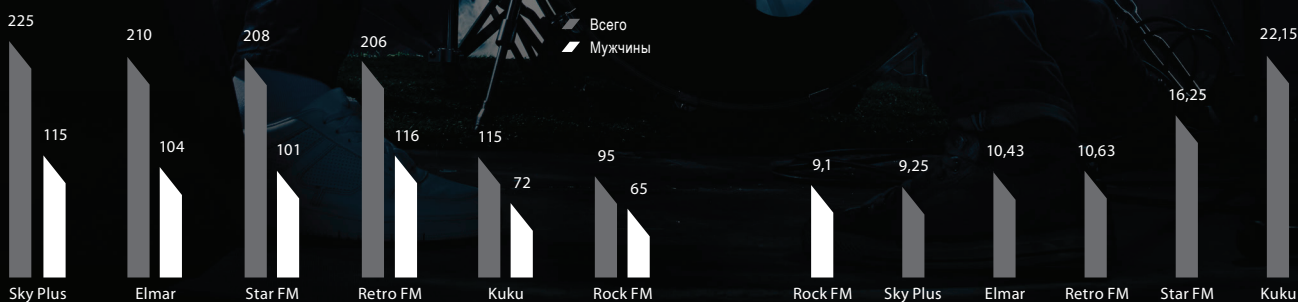 Всего
Мужчины
225
115
210
104
208
101
206
116
115
72
95
65
Sky Plus
Elmar
Star FM
Retro FM
Kuku
Rock FM
9,1
9,25
10,43
10,63
16,25
22,15
Rock FM
Sky Plus
Elmar
Retro FM
Star FM
Kuku